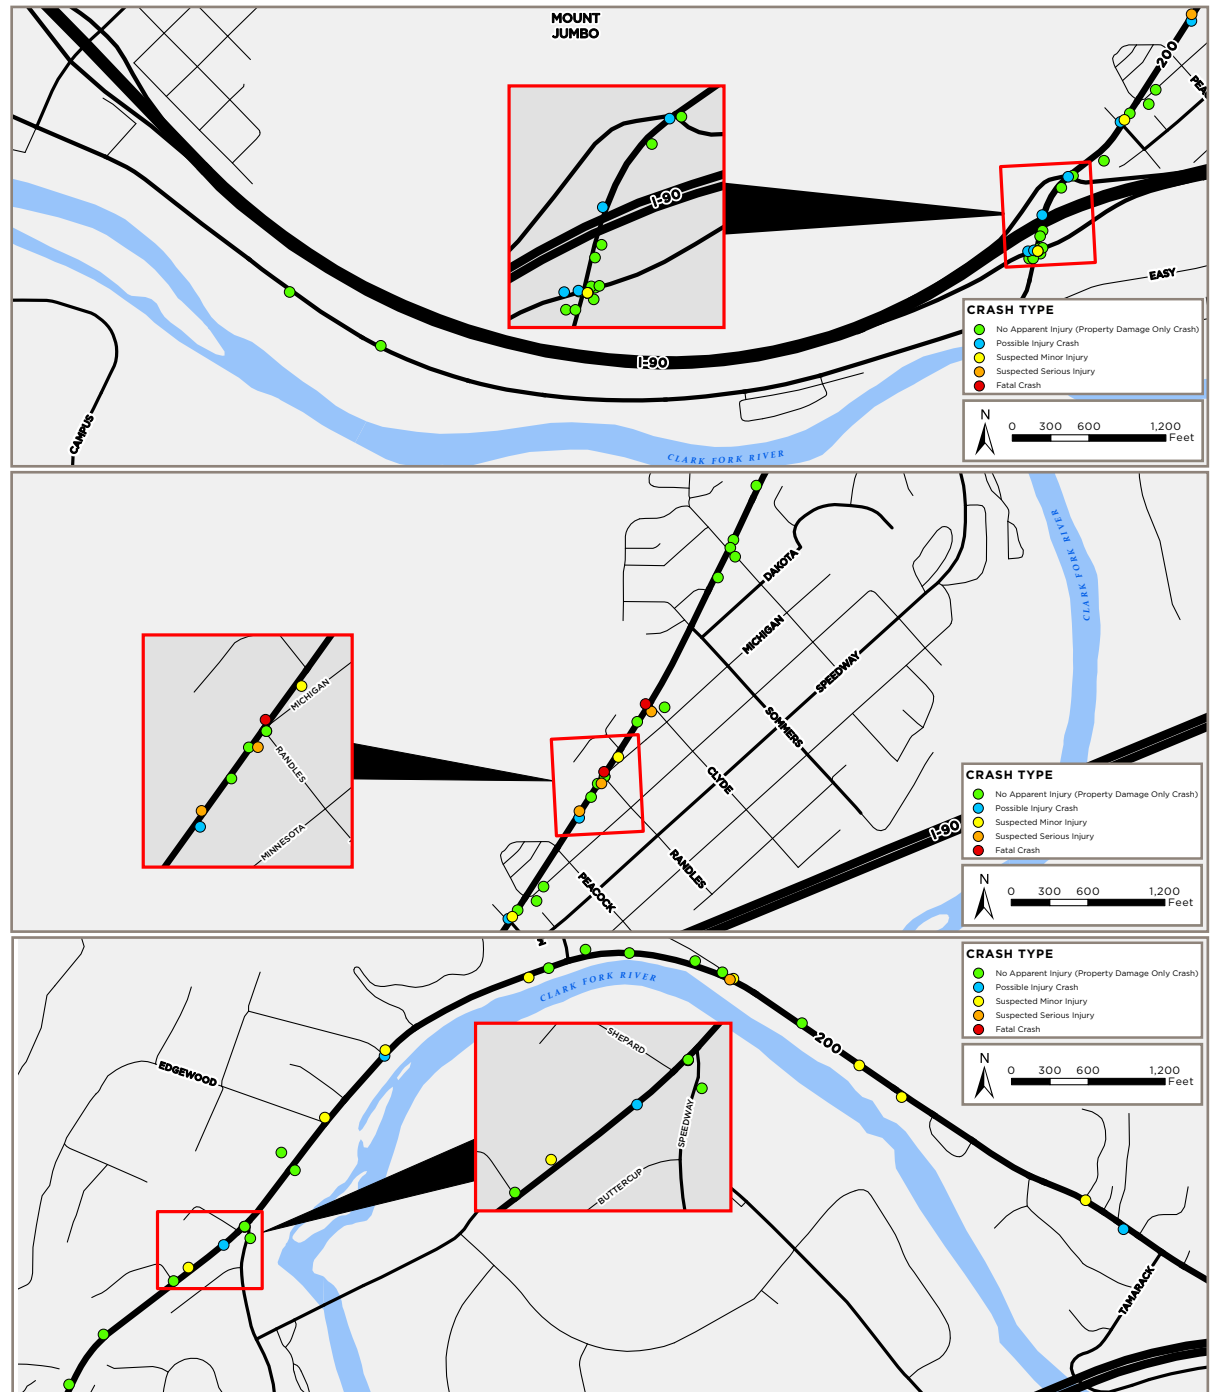 MOUNT
JUMBO
200
I-90
EASY
I-90
CAMPUS
CLARK FORK RIVER
CRASH TYPE
No Apparent Injury (Property Damage Only Crash)
Possible Injury Crash
Suspected Minor Injury
Suspected Serious Injury
Fatal Crash
N
0 300 600 1,200
Feet
CLARK FORK RIVER
DAKOTA
MICHIGAN
SPEEDWAY
SOMMERS
MICHIGAN
RANDLES
MINNESOTA
CLYDE
I-90
RANDLES
PEACOCK
CRASH TYPE
No Apparent Injury (Property Damage Only Crash)
Possible Injury Crash
Suspected Minor Injury
Suspected Serious Injury
Fatal Crash
N
0 300 600 1,200
Feet
CLARK FORK RIVER
CRASH TYPE
No Apparent Injury (Property Damage Only Crash)
Possible Injury Crash
Suspected Minor Injury
Suspected Serious Injury
Fatal Crash
N
0 300 600 1,200
Feet
200
EDGEWOOD
SHEPARD
SPEEDWAY
BUTTERCUP
TAMARACK